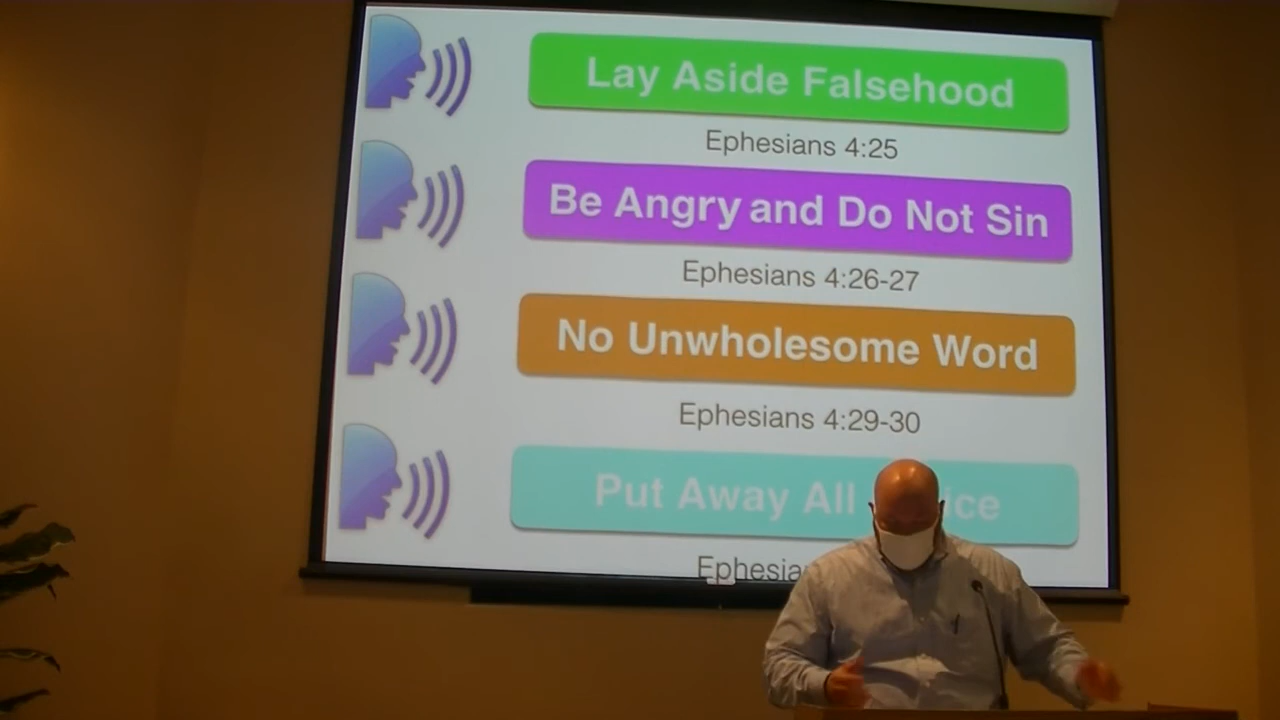 Lay Aside Falsehood
Ephesians 4:25
Be Angry and Do Not Sin
Ephesians 4:26-27
No Unwholesome Word
Ephesians 4:29-30
Put Away All